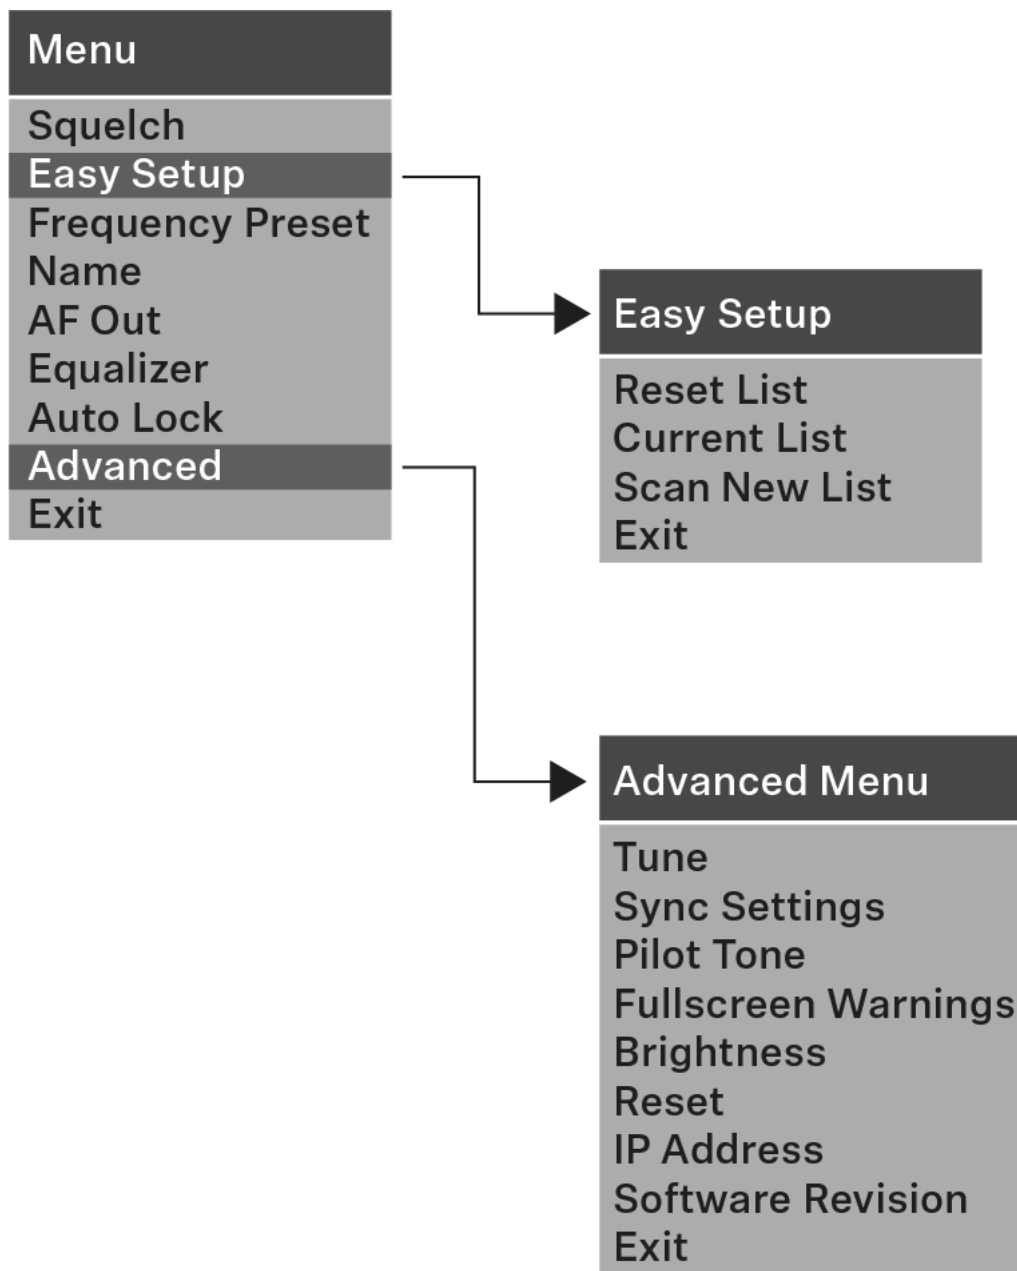 Menu
Squelch
Easy Setup
Frequency Preset
Name
AF Out
Equalizer
Auto Lock
Advanced
Exit
Easy Setup
Reset List
Current List
Scan New List
Exit
Advanced Menu
Tune
Sync Settings
Pilot Tone
Fullscreen Warnings
Brightness
Reset
IP Address
Software Revision
Exit